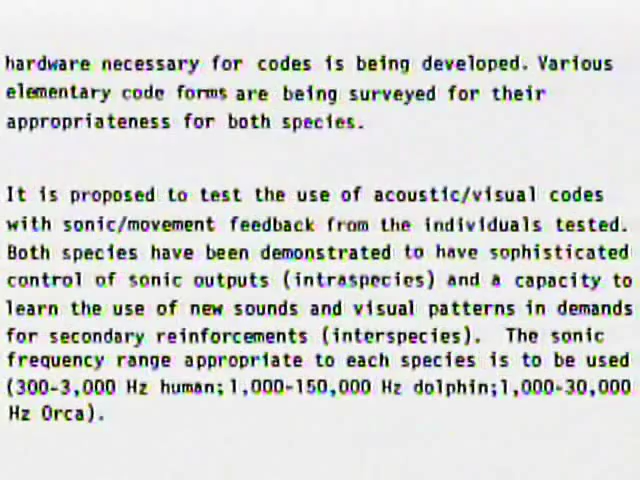 hardware necessary for codes is being developed. Various
elementary code forms are being surveyed for their
appropriateness for both species.
It is proposed to test the use of acoustic/visual codes
with sonic/movement feedback from the individuals tested.
Both species have been demonstrated to have sophisticated
control of sonic outputs (intraspecies) and a capacity to
learn the use of new sounds and visual patterns in demands
for secondary reinforcements (interspecies). The sonic
frequency range appropriate to each species is to be used
(300-3,000 Hz human; 1,000-150,000 Hz dolphin; 1,000-30,000
Hz Orca).